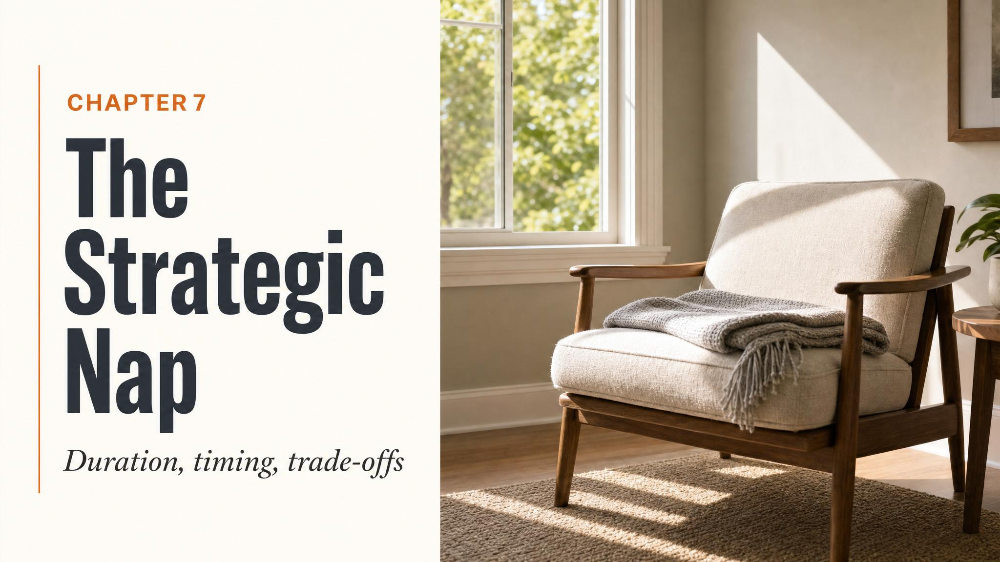 CHAPTER 7
The
Strategic
Nap
Duration, timing, trade-offs